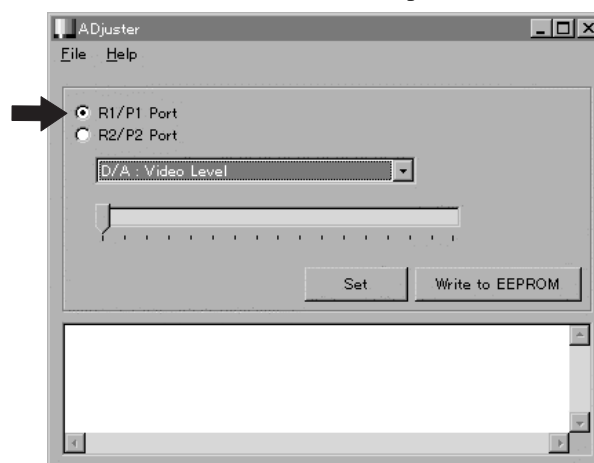 ADjuster
File Help
R1/P1 Port
R2/P2 Port
D/A : Video Level
Set Write to EEPROM